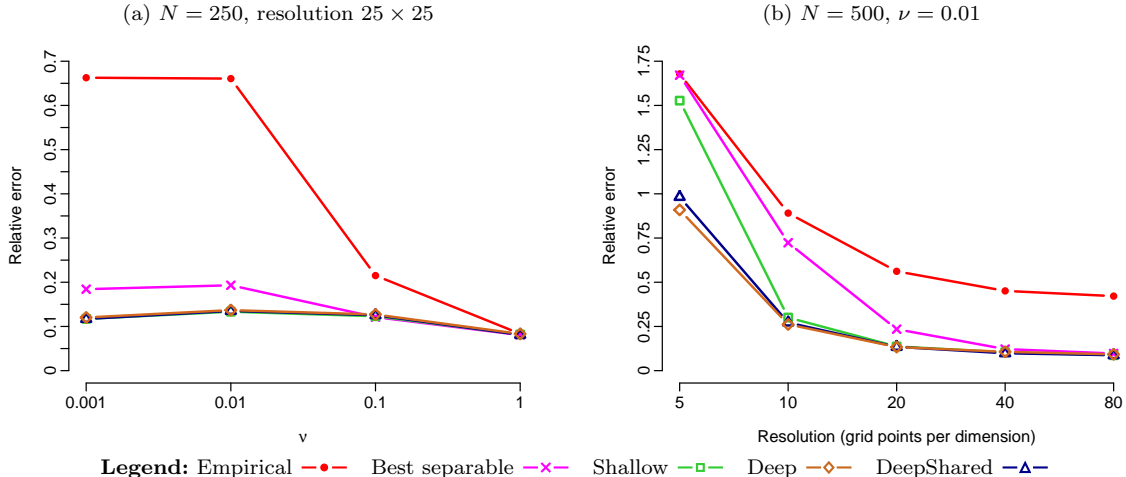 (a) N = 250, resolution 25 × 25
Relative error
0 0.1 0.2 0.3 0.4 0.5 0.6 0.7
0.001 0.01 0.1 1
ν
(b) N = 500, ν = 0.01
Relative error
0 0.25 0.5 0.75 1 1.25 1.5 1.75
5 10 20 40 80
Resolution (grid points per dimension)
Legend: Empirical Best separable Shallow Deep DeepShared